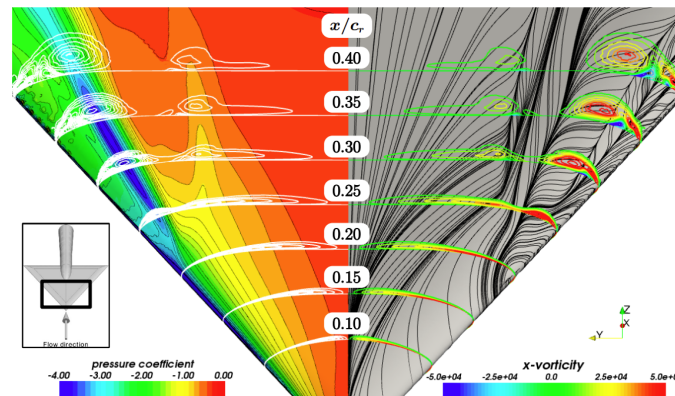 x/c_r
0.40
0.35
0.30
0.25
0.20
0.15
0.10
Flow direction
Z
X
Y
pressure coefficient
-4.00 -3.00 -2.00 -1.00 0.00
x-vorticity
-5.0e+04 -2.5e+04 0.0 2.5e+04 5.0e+04